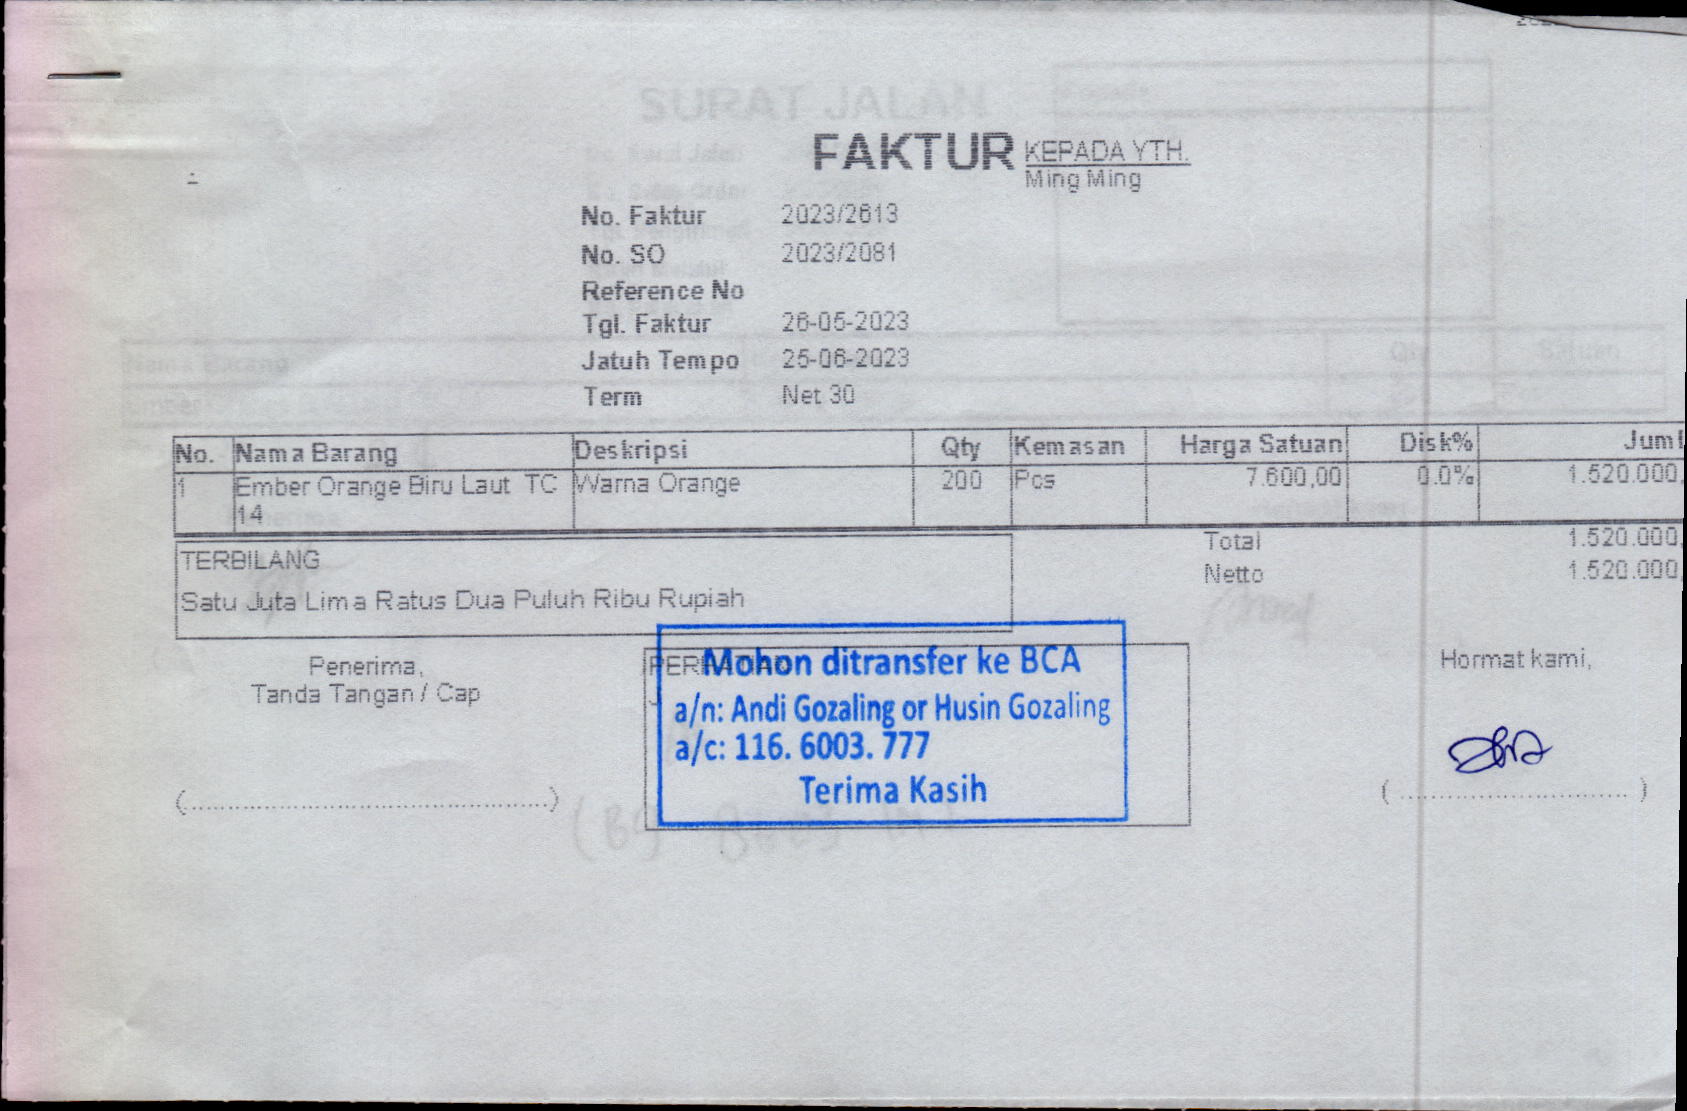 SURAT JALAN
FAKTUR KEPADA YTH.
Ming Ming
No. Faktur 2023/2613
No. SO 2023/2081
Reference No
Tgl. Faktur 26-05-2023
Jatuh Tempo 25-06-2023
Term Net 30
No. Nama Barang Deskripsi Qty Kemasan Harga Satuan Disk% Juml
1 Ember Orange Biru Laut TC Warna Orange 200 Pcs 7.600,00 0.0% 1.520.000,
14
Total 1.520.000,
TERBILANG
Netto 1.520.000,
Satu Juta Lima Ratus Dua Puluh Ribu Rupiah
Penerima,
Tanda Tangan / Cap
Mohon ditransfer ke BCA
a/n: Andi Gozaling or Husin Gozaling
a/c: 116. 6003. 777
Terima Kasih
Hormat kami,
(..........................................)
( .............................. )